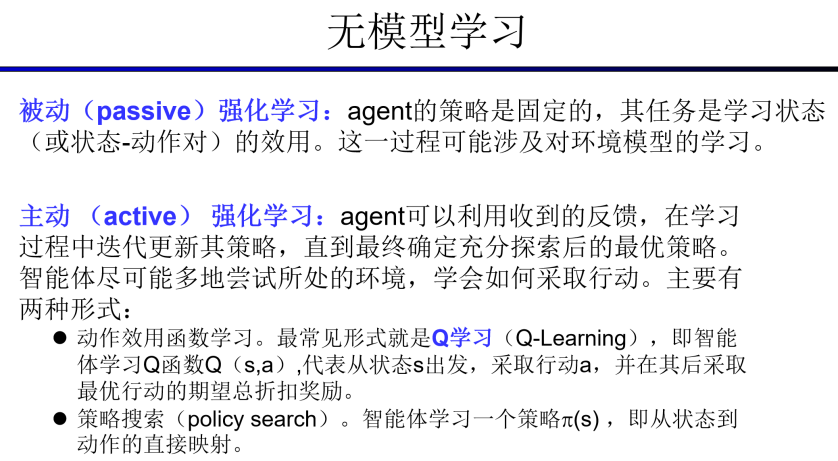 无模型学习
被动（passive）强化学习：agent的策略是固定的，其任务是学习状态
（或状态-动作对）的效用。这一过程可能涉及对环境模型的学习。
主动 （active） 强化学习：agent可以利用收到的反馈，在学习
过程中迭代更新其策略，直到最终确定充分探索后的最优策略。
智能体尽可能多地尝试所处的环境，学会如何采取行动。主要有
两种形式：
● 动作效用函数学习。最常见形式就是Q学习（Q-Learning），即智能
体学习Q函数Q（s,a）,代表从状态s出发，采取行动a，并在其后采取
最优行动的期望总折扣奖励。
● 策略搜索（policy search）。智能体学习一个策略π(s) ，即从状态到
动作的直接映射。